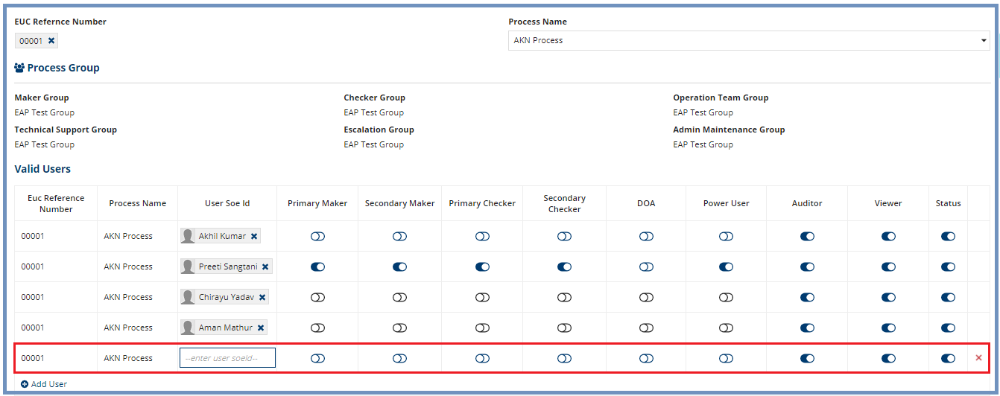 EUC Refernce Number Process Name
00001 AKN Process
Process Group
Maker Group Checker Group Operation Team Group
EAP Test Group EAP Test Group EAP Test Group
Technical Support Group Escalation Group Admin Maintenance Group
EAP Test Group EAP Test Group EAP Test Group
Valid Users
Euc Reference Number Process Name User Soe Id Primary Maker Secondary Maker Primary Checker Secondary Checker DOA Power User Auditor Viewer Status
00001 AKN Process Akhil Kumar
00001 AKN Process Preeti Sangtani
00001 AKN Process Chirayu Yadav
00001 AKN Process Aman Mathur
00001 AKN Process --enter user soeId--
Add User